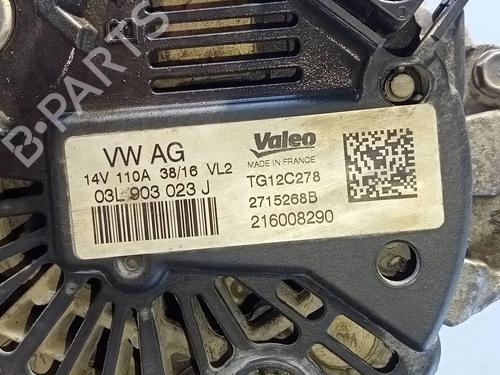 B-PARTS
VW AG
14V 110A 38/16 VL2
03L 903 023 J
Valeo
MADE IN FRANCE
TG12C278
2715268B
216008290